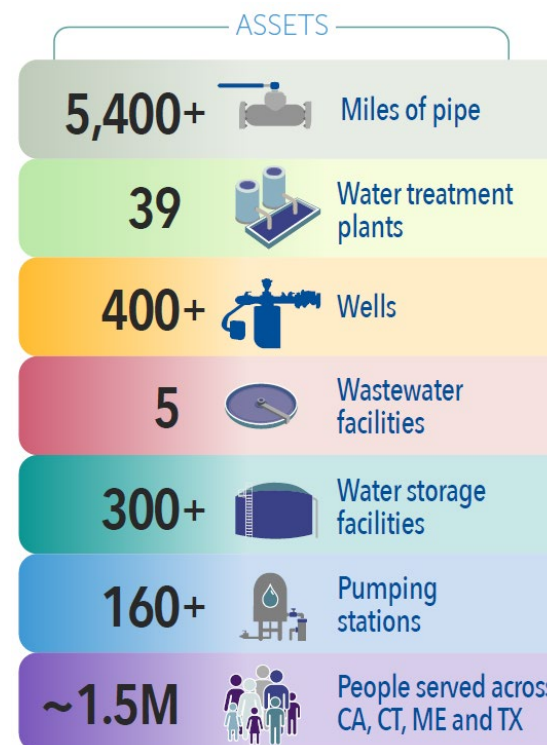 ASSETS
5,400+ Miles of pipe
39 Water treatment
plants
400+ Wells
5 Wastewater
facilities
300+ Water storage
facilities
160+ Pumping
stations
~1.5M People served across
CA, CT, ME and TX